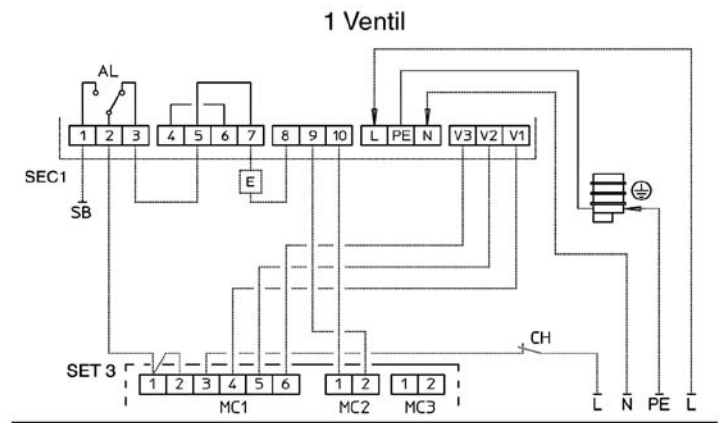 1 Ventil
AL
1 2 3 4 5 6 7 8 9 10 L PE N V3 V2 V1
SEC1
E
SB
CH
SET 3
1 2 3 4 5 6 1 2 1 2
MC1 MC2 MC3
L N PE L